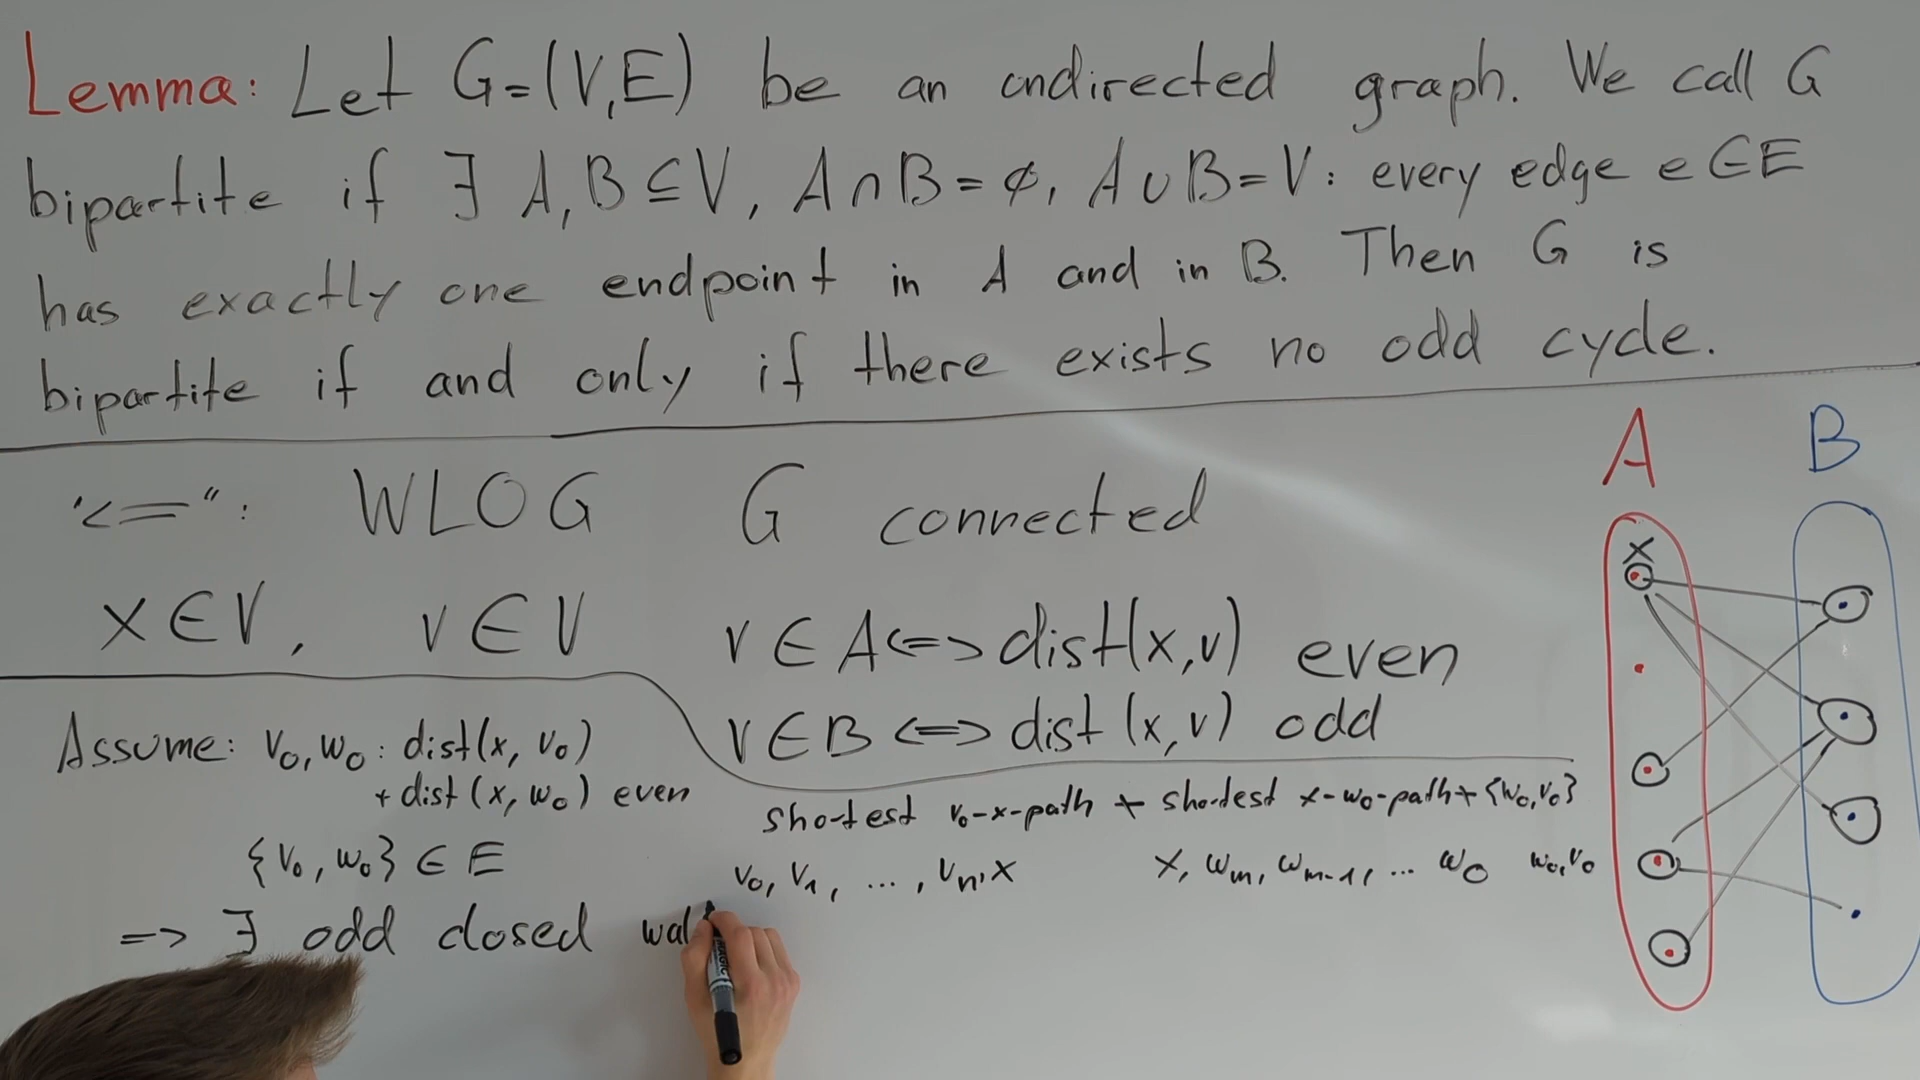 Lemma: Let G=(V,E) be an undirected graph. We call G
bipartite if ∃ A,B⊆V, A∩B=∅, A∪B=V: every edge e∈E
has exactly one endpoint in A and in B. Then G is
bipartite if and only if there exists no odd cycle.
"<=": WLOG G connected
x∈V, v∈V v∈A<=>dist(x,v) even
v∈B<=>dist(x,v) odd
Assume: v₀,w₀: dist(x,v₀)
+ dist(x,w₀) even
{v₀,w₀}∈E
=> ∃ odd closed wal
shortest v₀-x-path + shortest x-w₀-path+{w₀,v₀}
v₀, v₁, ..., vₙ,x x, wₘ, wₘ₋₁, ... w₀ w₀,v₀
A B
x
MAGIC